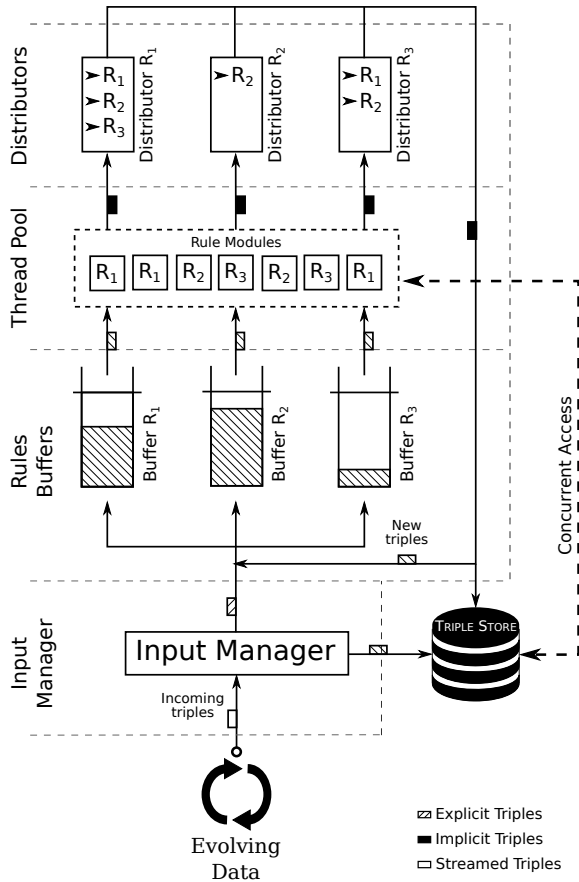 Distributors
R1
R2
R3
Distributor R1
R2
Distributor R2
R1
R2
Distributor R3
Thread Pool
Rule Modules
R1
R1
R2
R3
R2
R3
R1
Rules
Buffers
Buffer R1
Buffer R2
Buffer R3
Concurrent Access
New
triples
Input
Manager
Input Manager
TRIPLE STORE
Incoming
triples
Evolving
Data
Explicit Triples
Implicit Triples
Streamed Triples